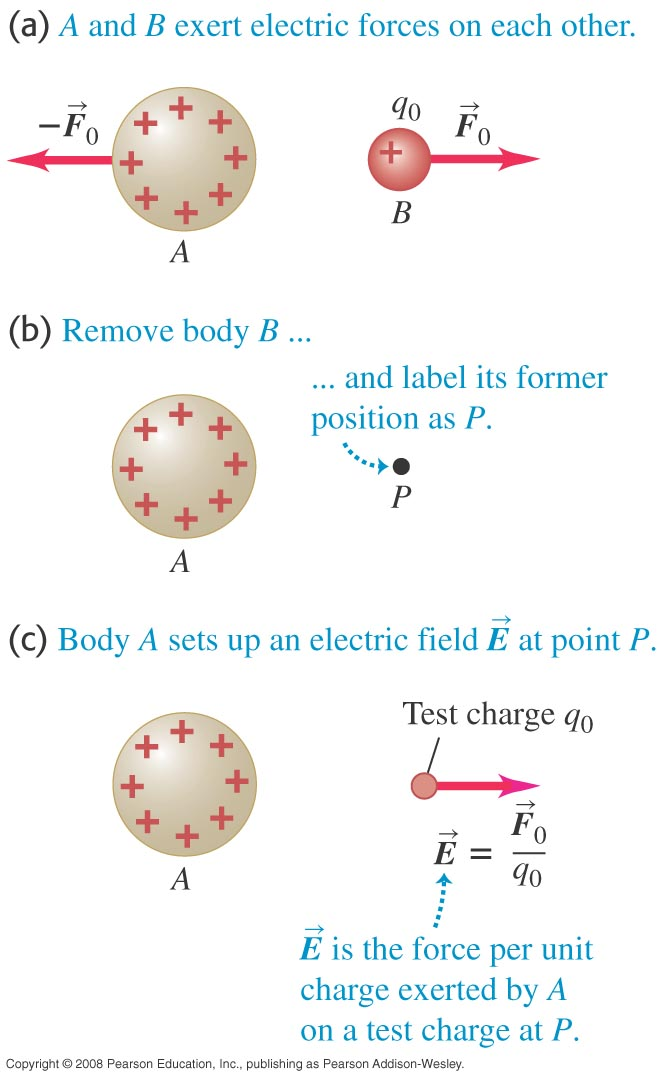 (a) A and B exert electric forces on each other.
−F⃗₀
q₀
F⃗₀
+ + + + + + + +
+
A
B
(b) Remove body B ...
... and label its former
position as P.
+ + + + + + + +
P
A
(c) Body A sets up an electric field E⃗ at point P.
Test charge q₀
+ + + + + + + +
E⃗ = F⃗₀/q₀
A
E⃗ is the force per unit
charge exerted by A
on a test charge at P.
Copyright © 2008 Pearson Education, Inc., publishing as Pearson Addison-Wesley.